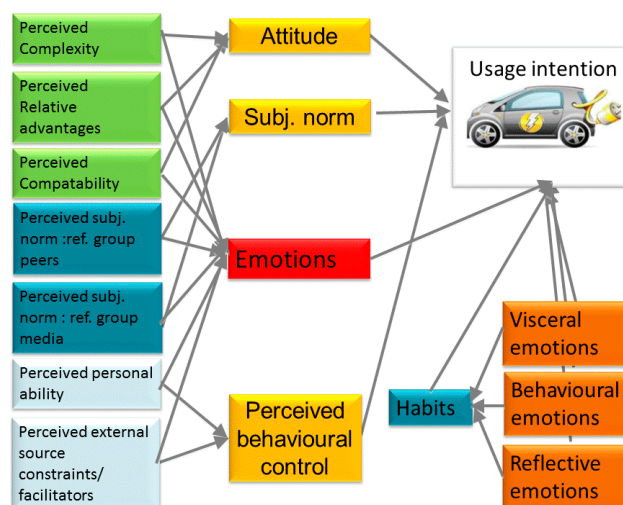 Perceived
Complexity
Perceived
Relative
advantages
Perceived
Compatability
Perceived subj.
norm :ref. group
peers
Perceived subj.
norm : ref. group
media
Perceived personal
ability
Perceived external
source
constraints/
facilitators
Attitude
Subj. norm
Emotions
Perceived
behavioural
control
Usage intention
Habits
Visceral
emotions
Behavioural
emotions
Reflective
emotions